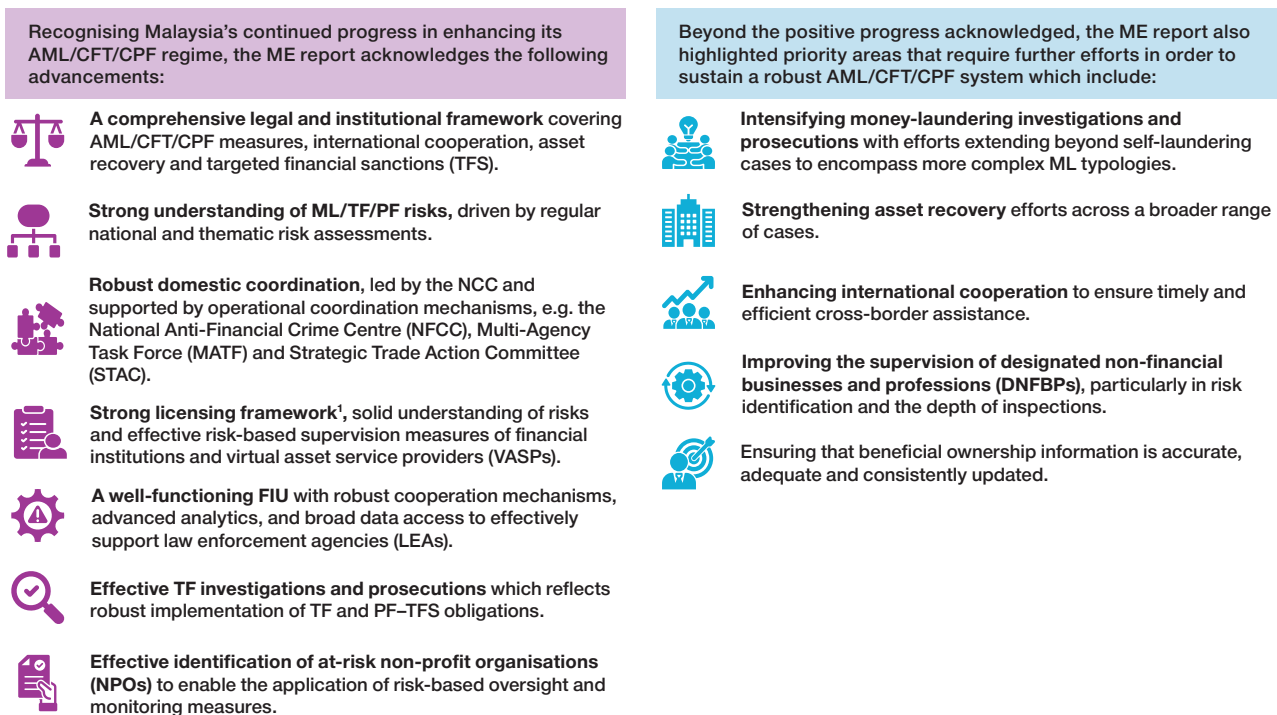 Recognising Malaysia’s continued progress in enhancing its
AML/CFT/CPF regime, the ME report acknowledges the following
advancements:
A comprehensive legal and institutional framework covering
AML/CFT/CPF measures, international cooperation, asset
recovery and targeted financial sanctions (TFS).
Strong understanding of ML/TF/PF risks, driven by regular
national and thematic risk assessments.
Robust domestic coordination, led by the NCC and
supported by operational coordination mechanisms, e.g. the
National Anti-Financial Crime Centre (NFCC), Multi-Agency
Task Force (MATF) and Strategic Trade Action Committee
(STAC).
Strong licensing framework¹, solid understanding of risks
and effective risk-based supervision measures of financial
institutions and virtual asset service providers (VASPs).
A well-functioning FIU with robust cooperation mechanisms,
advanced analytics, and broad data access to effectively
support law enforcement agencies (LEAs).
Effective TF investigations and prosecutions which reflects
robust implementation of TF and PF–TFS obligations.
Effective identification of at-risk non-profit organisations
(NPOs) to enable the application of risk-based oversight and
monitoring measures.
Beyond the positive progress acknowledged, the ME report also
highlighted priority areas that require further efforts in order to
sustain a robust AML/CFT/CPF system which include:
Intensifying money-laundering investigations and
prosecutions with efforts extending beyond self-laundering
cases to encompass more complex ML typologies.
Strengthening asset recovery efforts across a broader range
of cases.
Enhancing international cooperation to ensure timely and
efficient cross-border assistance.
Improving the supervision of designated non-financial
businesses and professions (DNFBPs), particularly in risk
identification and the depth of inspections.
Ensuring that beneficial ownership information is accurate,
adequate and consistently updated.